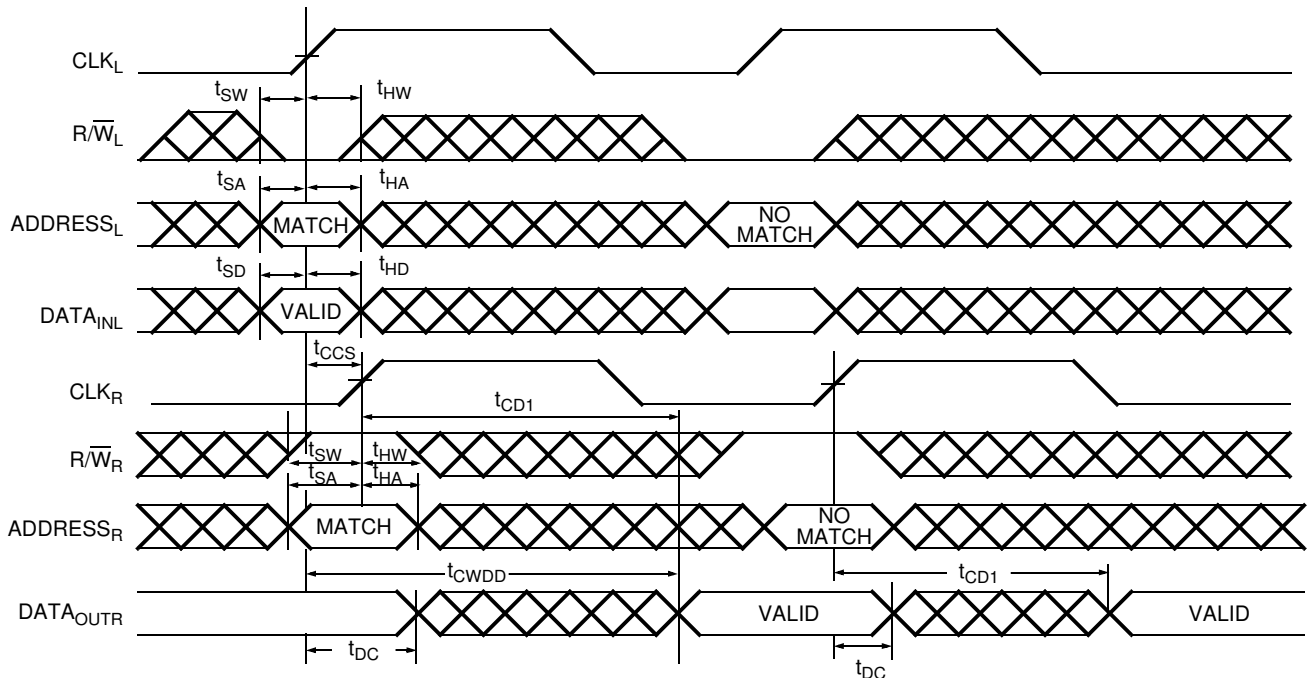 CLK_L
t_SW t_HW
R/W̅_L
t_SA t_HA
ADDRESS_L MATCH NO MATCH
t_SD t_HD
DATA_INL VALID
t_CCS
CLK_R
t_CD1
R/W̅_R t_SW t_HW
t_SA t_HA
ADDRESS_R MATCH NO MATCH
t_CWDD t_CD1
DATA_OUTR VALID VALID
t_DC t_DC